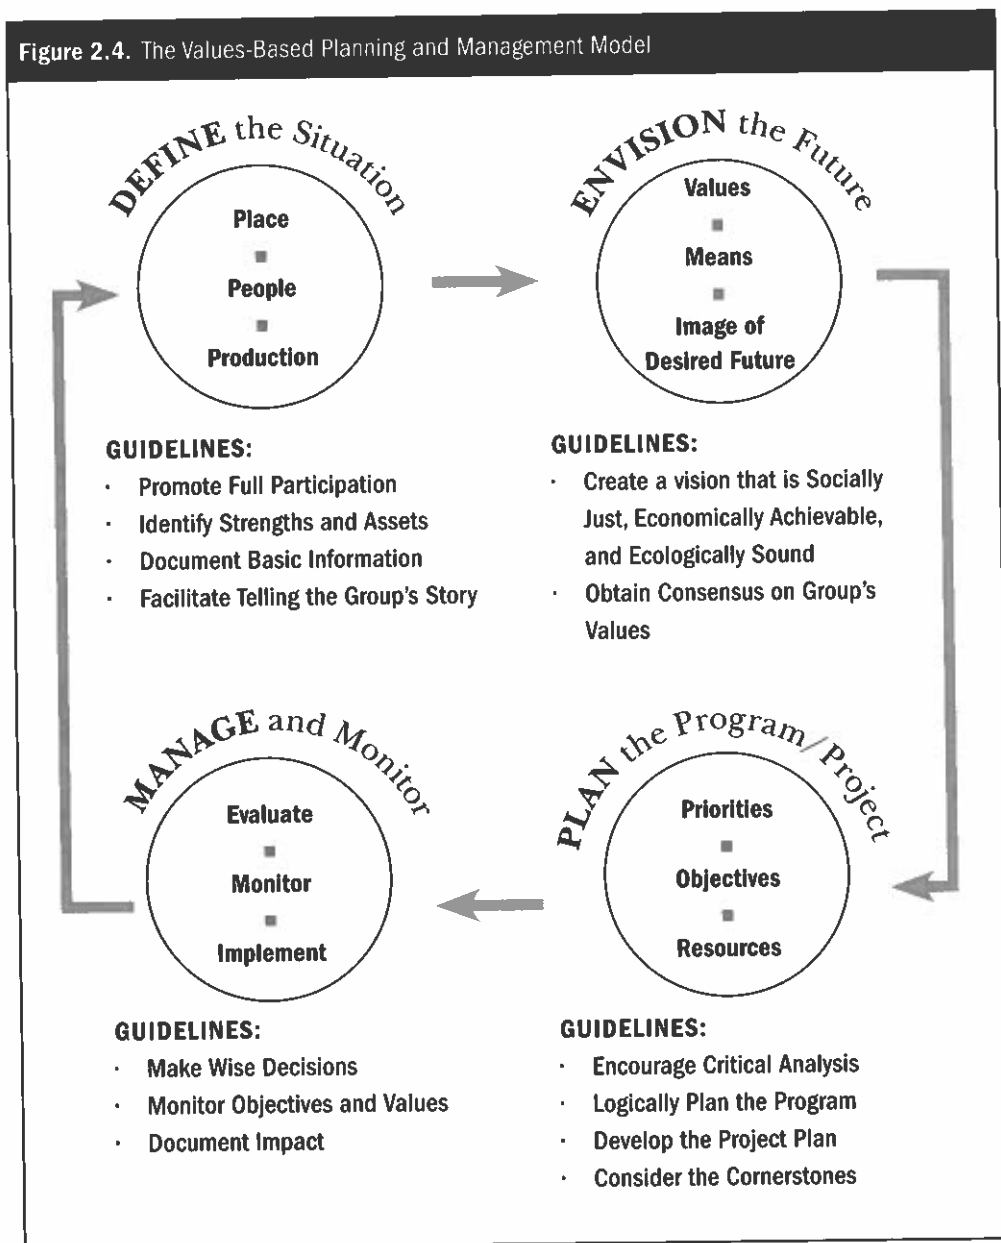 Figure 2.4. The Values-Based Planning and Management Model
DEFINE the Situation
Place
People
Production
GUIDELINES:
· Promote Full Participation
· Identify Strengths and Assets
· Document Basic Information
· Facilitate Telling the Group's Story
ENVISION the Future
Values
Means
Image of
Desired Future
GUIDELINES:
· Create a vision that is Socially
Just, Economically Achievable,
and Ecologically Sound
· Obtain Consensus on Group's
Values
MANAGE and Monitor
Evaluate
Monitor
Implement
GUIDELINES:
· Make Wise Decisions
· Monitor Objectives and Values
· Document Impact
PLAN the Program/Project
Priorities
Objectives
Resources
GUIDELINES:
· Encourage Critical Analysis
· Logically Plan the Program
· Develop the Project Plan
· Consider the Cornerstones